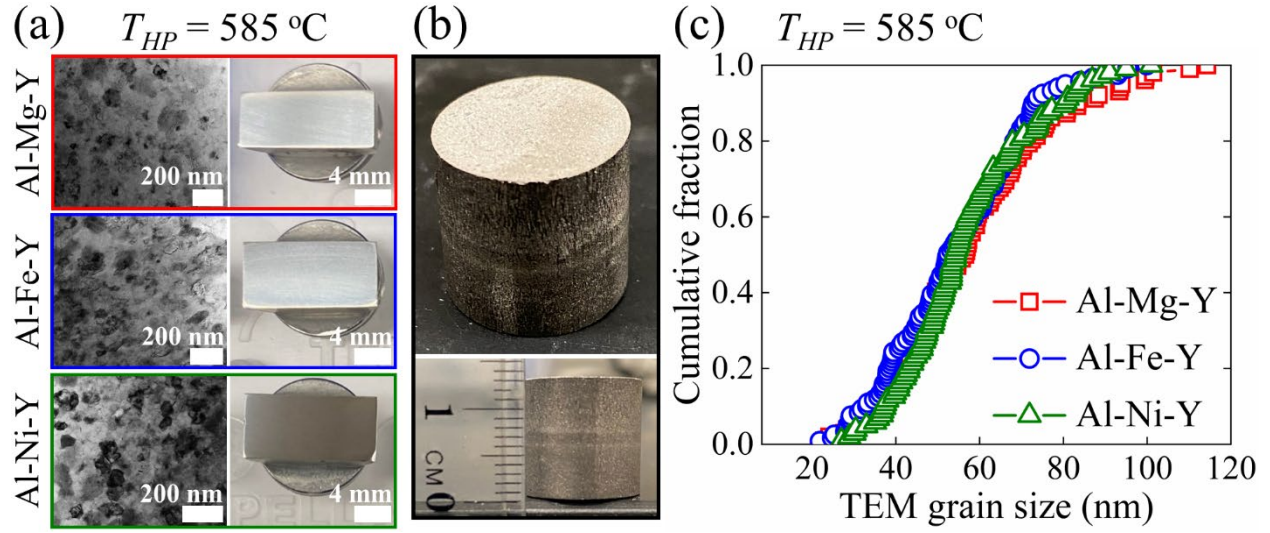 (a) T_HP = 585 °C
Al-Mg-Y
200 nm
4 mm
Al-Fe-Y
200 nm
4 mm
Al-Ni-Y
200 nm
4 mm
(b)
1
CM
0
(c) T_HP = 585 °C
Cumulative fraction
1.0
0.8
0.6
0.4
0.2
0.0
20 40 60 80 100 120
TEM grain size (nm)
Al-Mg-Y
Al-Fe-Y
Al-Ni-Y